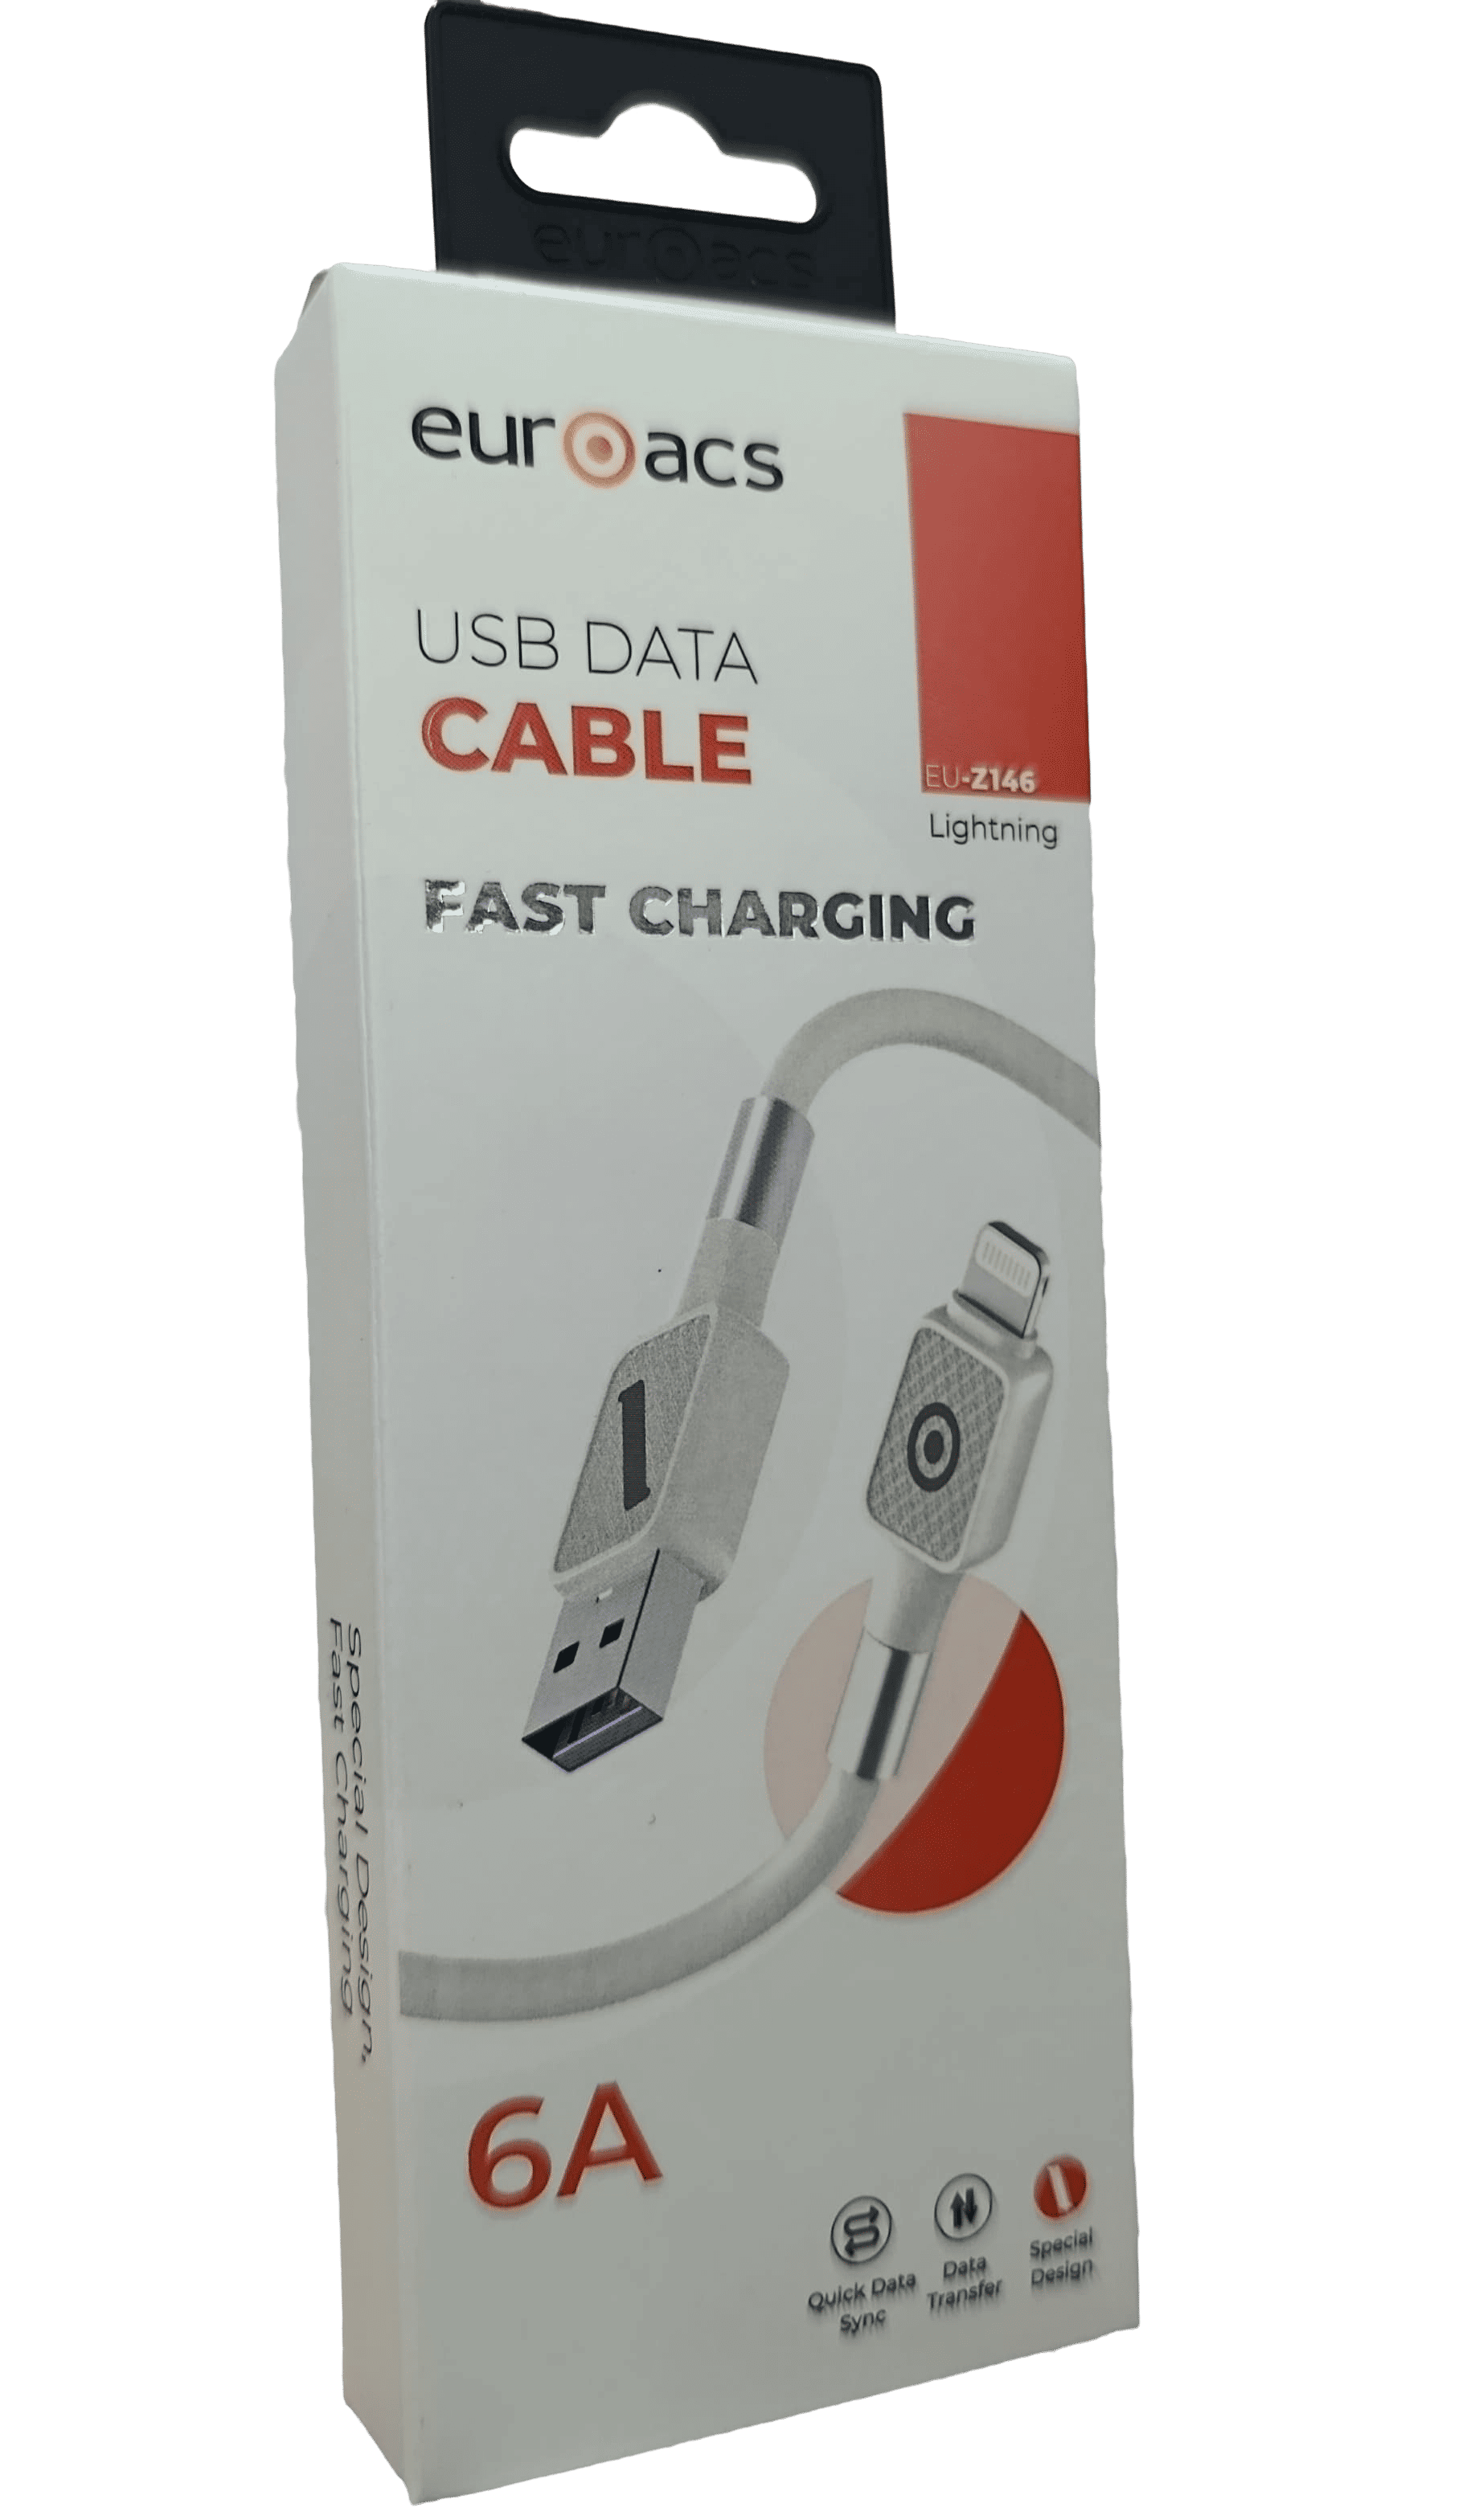 euroacs
euroacs
USB DATA
CABLE
EU-Z146
Lightning
FAST CHARGING
6A
Quick Data
Sync
Data
Transfer
Special
Design
Special Design,
Fast Charging